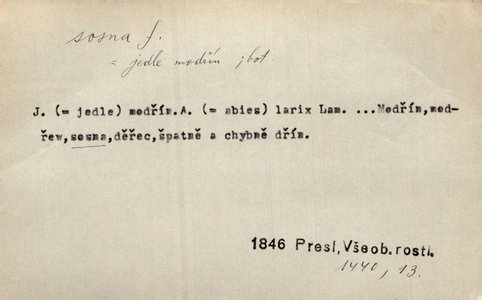 sosna f.
= jedle modřín ; bot.
J. (= jedle) modřín.A. (= abies) larix Lam. ...Modřín,mod-
řew,sosna,děřec,špatně a chybně dřín.
1846 Presl,Všeob.rostl.
1440, 13.